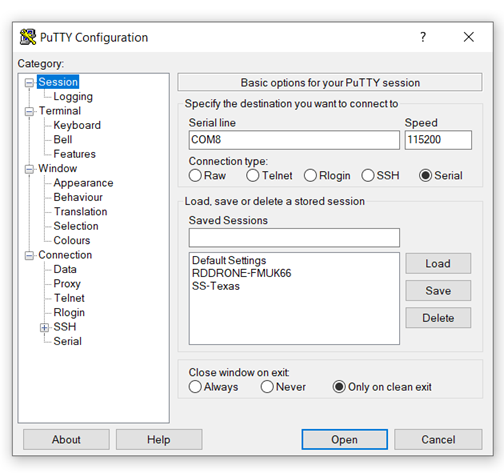 PuTTY Configuration
?
Category:
Session
Logging
Terminal
Keyboard
Bell
Features
Window
Appearance
Behaviour
Translation
Selection
Colours
Connection
Data
Proxy
Telnet
Rlogin
SSH
Serial
Basic options for your PuTTY session
Specify the destination you want to connect to
Serial line Speed
COM8 115200
Connection type:
Raw Telnet Rlogin SSH Serial
Load, save or delete a stored session
Saved Sessions
Default Settings
RDDRONE-FMUK66
SS-Texas
Load
Save
Delete
Close window on exit:
Always Never Only on clean exit
About Help Open Cancel